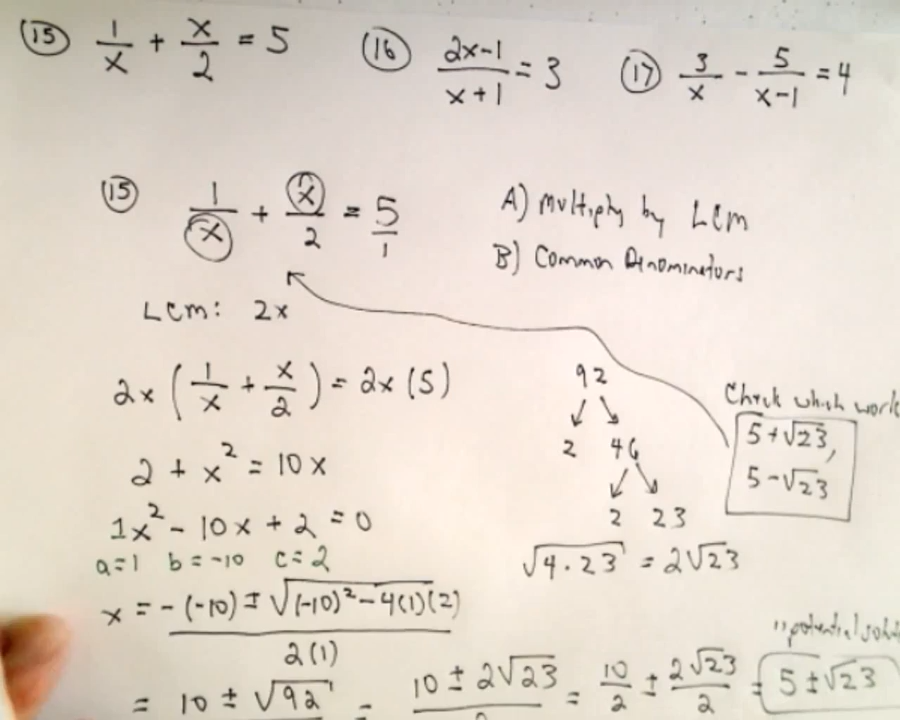 (15) 1/x + x/2 = 5
(16) (2x-1)/(x+1) = 3
(17) 3/x - 5/(x-1) = 4
(15) 1/x + x/2 = 5/1
A) Multiply by LCM
B) Common Denominators
LCM: 2x
2x (1/x + x/2) = 2x (5)
2 + x² = 10x
1x² - 10x + 2 = 0
a=1 b=-10 c=2
x = (-(-10) ± √((-10)² - 4(1)(2)))/(2(1))
= 10 ± √92 = 10 ± 2√23 = 10/2 ± 2√23/2 = 5 ± √23
92
2 46
2 23
√(4·23) = 2√23
Check which work
5+√23,
5-√23
"potential solut